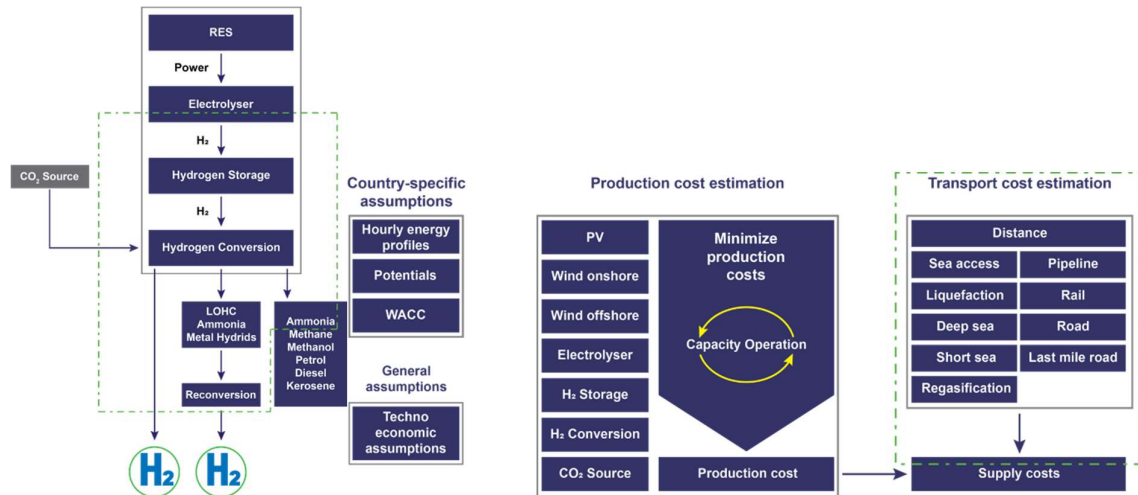 RES
Power
Electrolyser
H₂
Hydrogen Storage
H₂
CO₂ Source
Hydrogen Conversion
LOHC
Ammonia
Metal Hydrids
Reconversion
Ammonia
Methane
Methanol
Petrol
Diesel
Kerosene
H₂
H₂
Country-specific
assumptions
Hourly energy
profiles
Potentials
WACC
General
assumptions
Techno
economic
assumptions
Production cost estimation
PV
Wind onshore
Wind offshore
Electrolyser
H₂ Storage
H₂ Conversion
CO₂ Source
Minimize
production
costs
Capacity Operation
Production cost
Transport cost estimation
Distance
Sea access
Pipeline
Liquefaction
Rail
Deep sea
Road
Short sea
Last mile road
Regasification
Supply costs